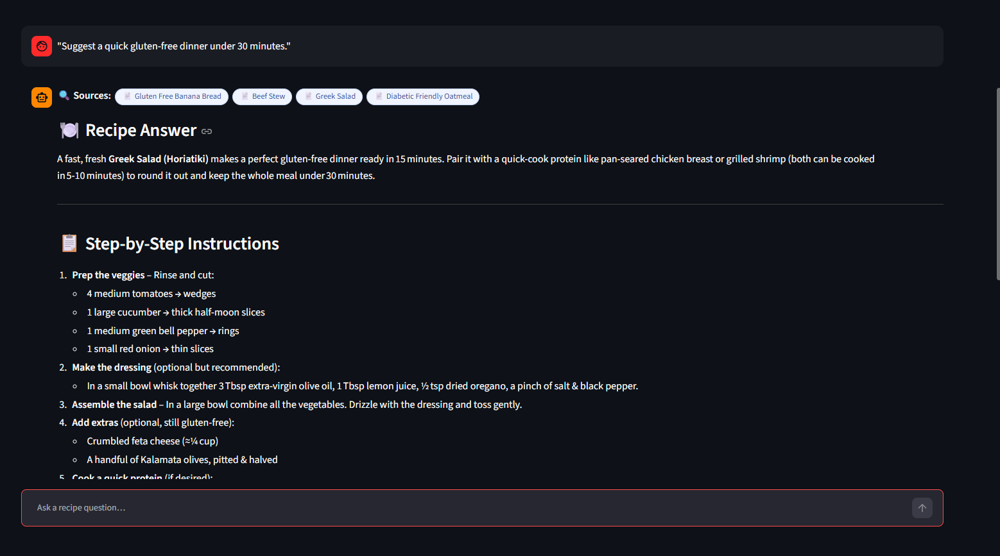 "Suggest a quick gluten-free dinner under 30 minutes."
Sources: Gluten Free Banana Bread Beef Stew Greek Salad Diabetic Friendly Oatmeal
Recipe Answer
A fast, fresh Greek Salad (Horiatiki) makes a perfect gluten-free dinner ready in 15 minutes. Pair it with a quick-cook protein like pan-seared chicken breast or grilled shrimp (both can be cooked
in 5-10 minutes) to round it out and keep the whole meal under 30 minutes.
Step-by-Step Instructions
1. Prep the veggies – Rinse and cut:
4 medium tomatoes → wedges
1 large cucumber → thick half-moon slices
1 medium green bell pepper → rings
1 small red onion → thin slices
2. Make the dressing (optional but recommended):
In a small bowl whisk together 3 Tbsp extra-virgin olive oil, 1 Tbsp lemon juice, ½ tsp dried oregano, a pinch of salt & black pepper.
3. Assemble the salad – In a large bowl combine all the vegetables. Drizzle with the dressing and toss gently.
4. Add extras (optional, still gluten-free):
Crumbled feta cheese (≈¼ cup)
A handful of Kalamata olives, pitted & halved
5. Cook a quick protein (if desired):
Ask a recipe question…